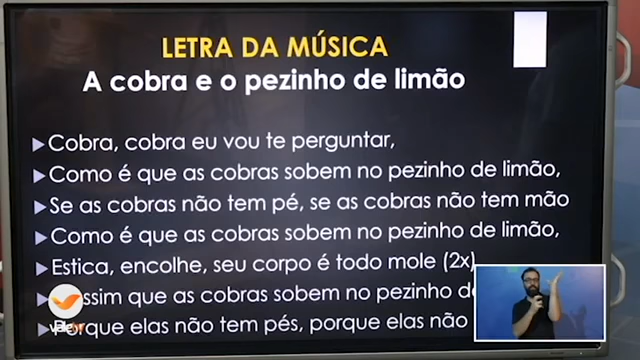 LETRA DA MÚSICA
A cobra e o pezinho de limão
Cobra, cobra eu vou te perguntar,
Como é que as cobras sobem no pezinho de limão,
Se as cobras não tem pé, se as cobras não tem mão
Como é que as cobras sobem no pezinho de limão,
Estica, encolhe, seu corpo é todo mole (2x)
ssim que as cobras sobem no pezinho de
Porque elas não tem pés, porque elas não